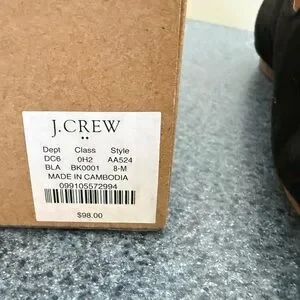 J.CREW
Dept Class Style
DC6 0H2 AA524
BLA BK0001 8-M
MADE IN CAMBODIA
099105572994
$98.00